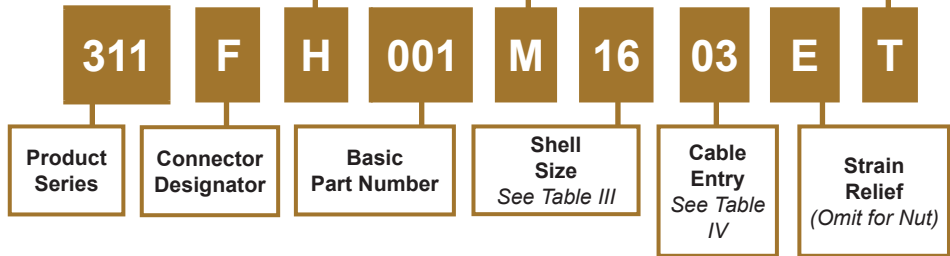 311 F H 001 M 16 03 E T
Product
Series
Connector
Designator
Basic
Part Number
Shell
Size
See Table III
Cable
Entry
See Table
IV
Strain
Relief
(Omit for Nut)